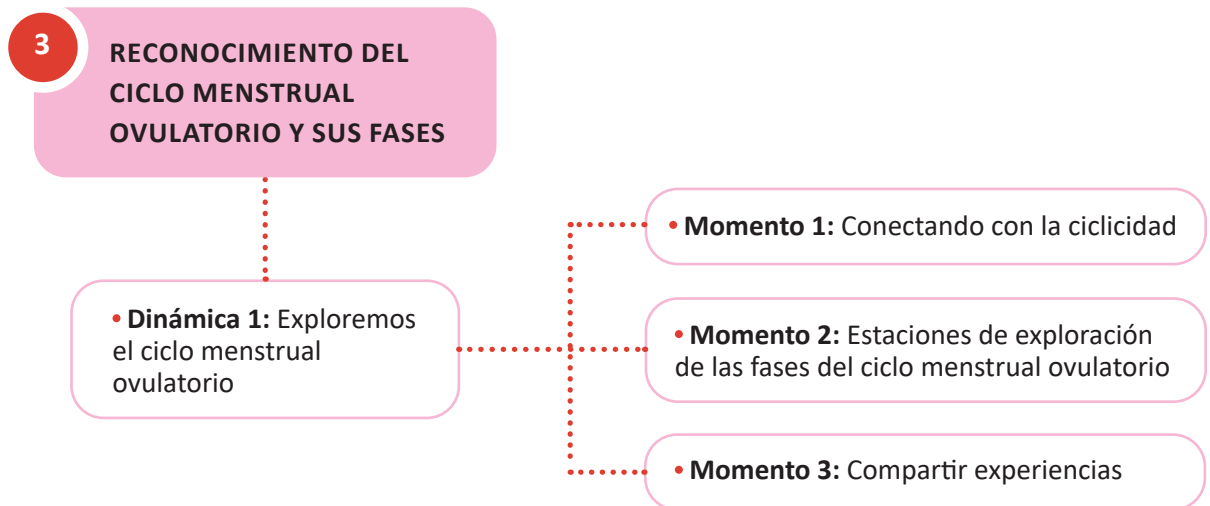 3
RECONOCIMIENTO DEL
CICLO MENSTRUAL
OVULATORIO Y SUS FASES
• Dinámica 1: Exploremos
el ciclo menstrual
ovulatorio
• Momento 1: Conectando con la ciclicidad
• Momento 2: Estaciones de exploración
de las fases del ciclo menstrual ovulatorio
• Momento 3: Compartir experiencias